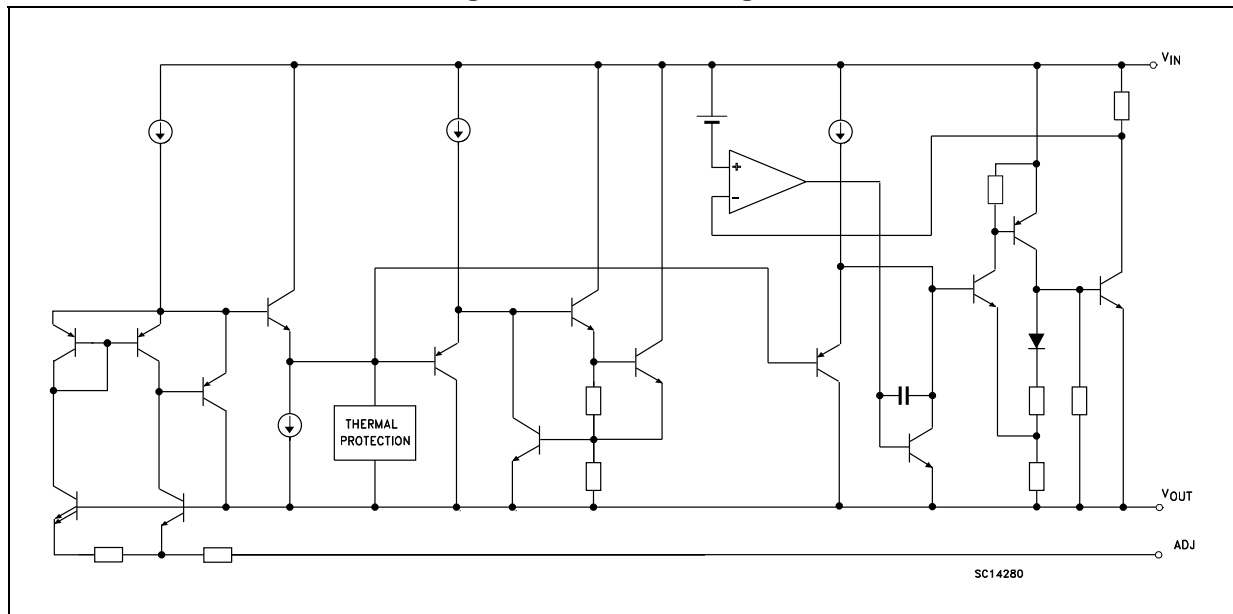 VIN
+
-
THERMAL
PROTECTION
VOUT
ADJ
SC14280